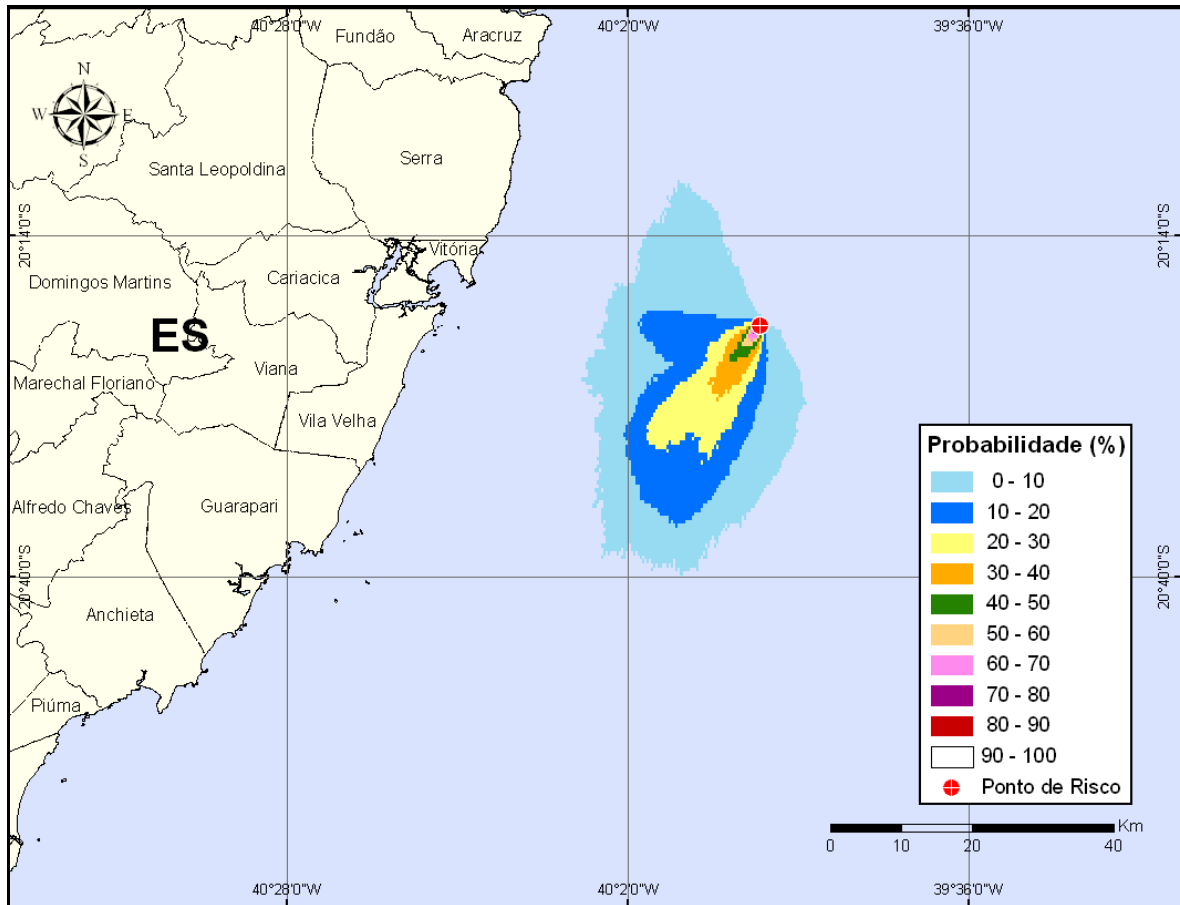 40°28'0"W
40°2'0"W
39°36'0"W
Fundão
Aracruz
N
W
E
S
Serra
Santa Leopoldina
20°14'0"S
20°14'0"S
Vitória
Cariacica
Domingos Martins
ES
Viana
Marechal Floriano
Vila Velha
Alfredo Chaves
Guarapari
20°40'0"S
20°40'0"S
Anchieta
Piúma
Probabilidade (%)
0 - 10
10 - 20
20 - 30
30 - 40
40 - 50
50 - 60
60 - 70
70 - 80
80 - 90
90 - 100
Ponto de Risco
Km
0 10 20 40
40°28'0"W
40°2'0"W
39°36'0"W